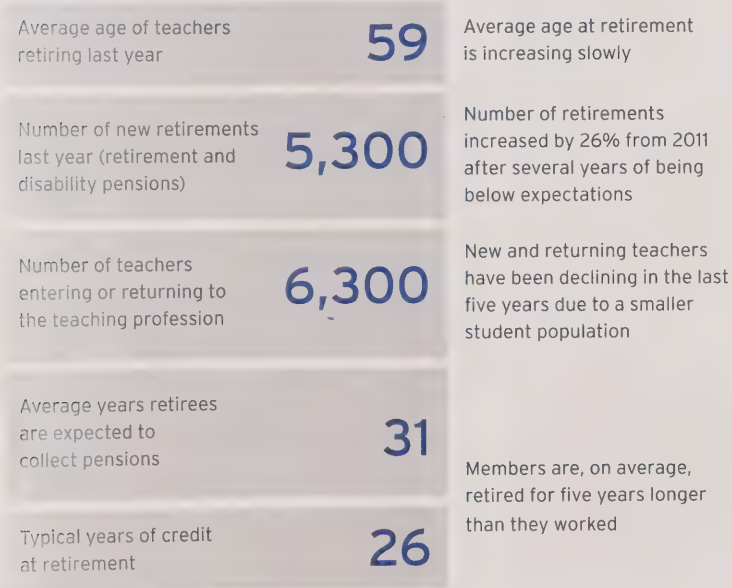 Average age of teachers
retiring last year
59
Average age at retirement
is increasing slowly
Number of new retirements
last year (retirement and
disability pensions)
5,300
Number of retirements
increased by 26% from 2011
after several years of being
below expectations
Number of teachers
entering or returning to
the teaching profession
6,300
New and returning teachers
have been declining in the last
five years due to a smaller
student population
Average years retirees
are expected to
collect pensions
31
Typical years of credit
at retirement
26
Members are, on average,
retired for five years longer
than they worked